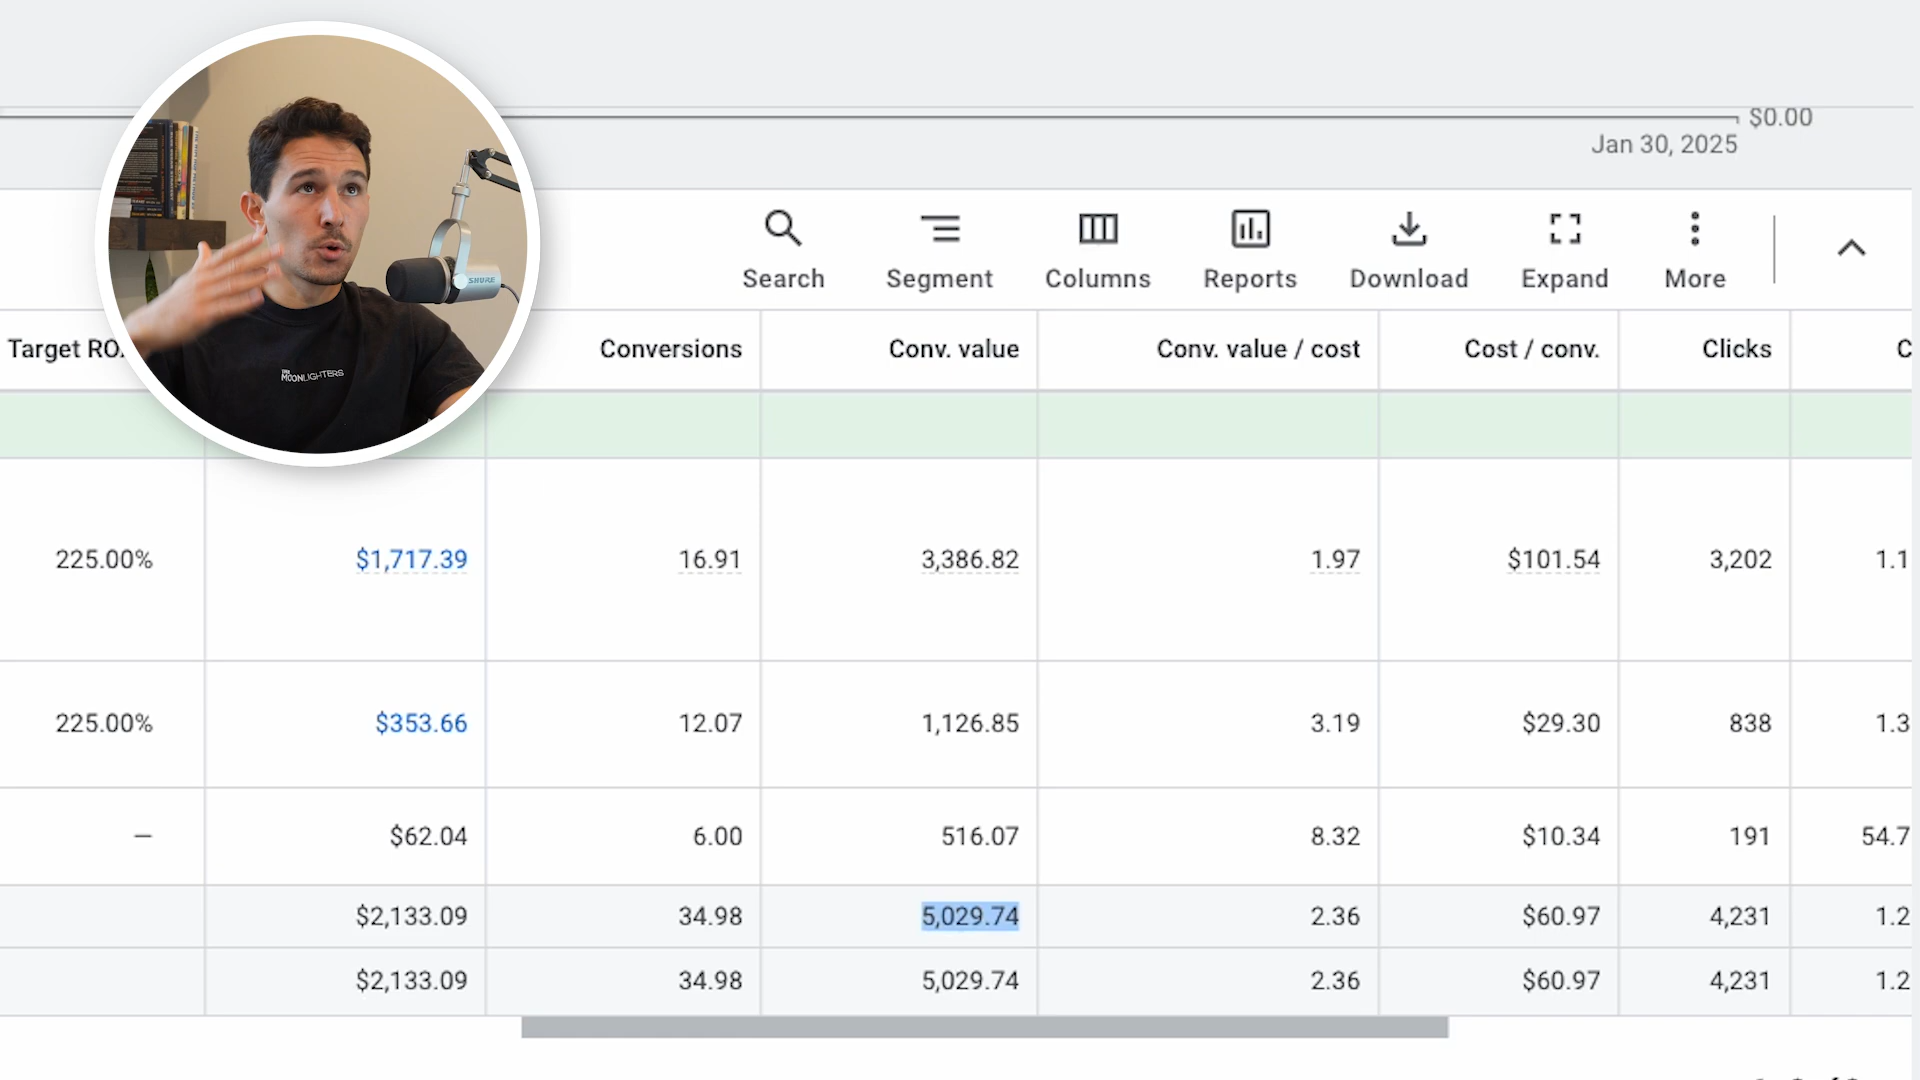 $0.00
Jan 30, 2025
Search Segment Columns Reports Download Expand More
Target RO Conversions Conv. value Conv. value / cost Cost / conv. Clicks C
225.00% $1,717.39 16.91 3,386.82 1.97 $101.54 3,202 1.1
225.00% $353.66 12.07 1,126.85 3.19 $29.30 838 1.3
— $62.04 6.00 516.07 8.32 $10.34 191 54.7
$2,133.09 34.98 5,029.74 2.36 $60.97 4,231 1.2
$2,133.09 34.98 5,029.74 2.36 $60.97 4,231 1.2
SHURE
THE
MOONLIGHTERS